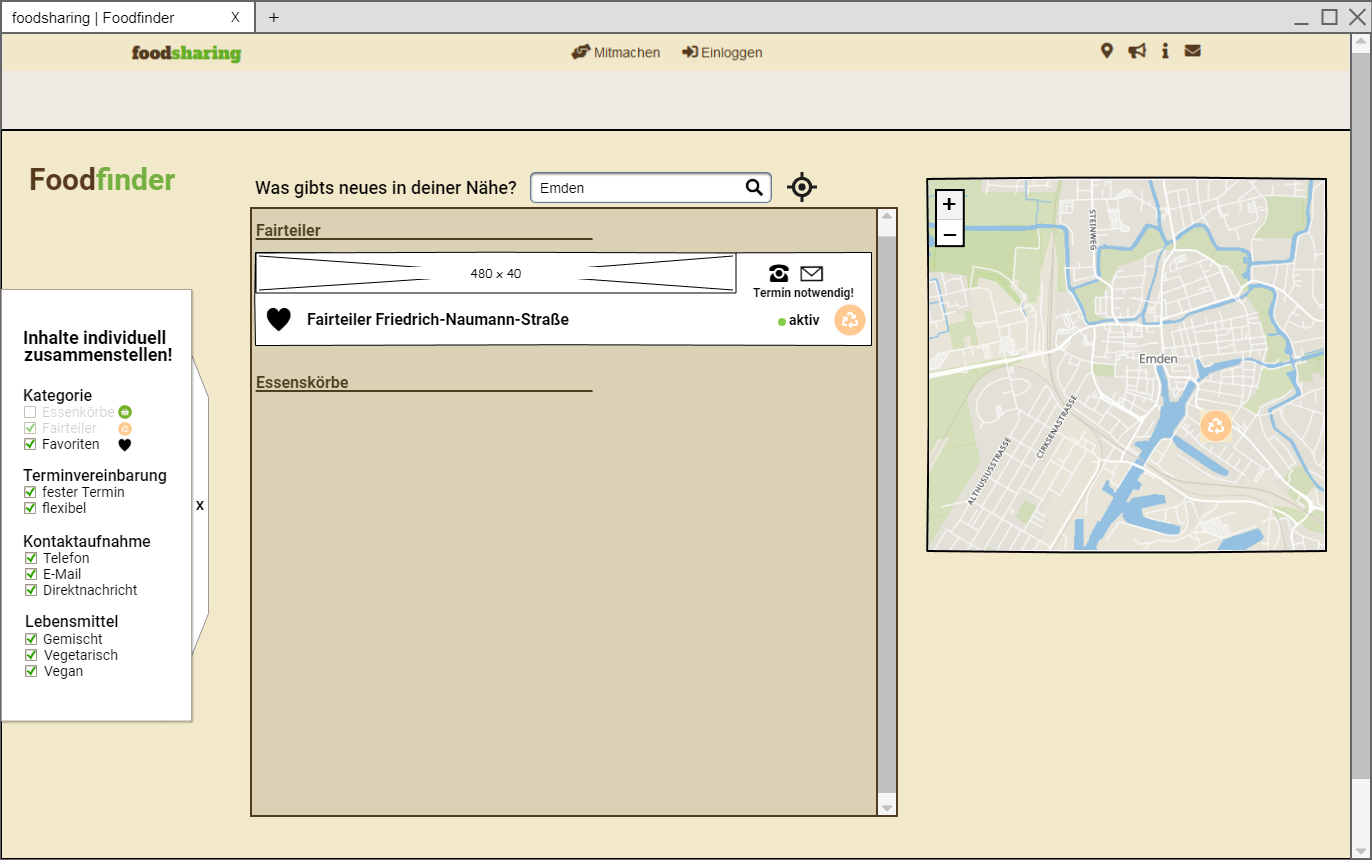 foodsharing | Foodfinder X +
foodsharing
Mitmachen
Einloggen
Foodfinder
Was gibts neues in deiner Nähe?
Emden
Fairteiler
480 x 40
Termin notwendig!
Fairteiler Friedrich-Naumann-Straße
aktiv
Essenskörbe
Inhalte individuell
zusammenstellen!
Kategorie
Essenkörbe
Fairteiler
Favoriten
Terminvereinbarung
fester Termin
flexibel
X
Kontaktaufnahme
Telefon
E-Mail
Direktnachricht
Lebensmittel
Gemischt
Vegetarisch
Vegan
+
−
STEINWEG
Emden
CIRKSENASTRASSE
ALTHUSIUSSTRASSE